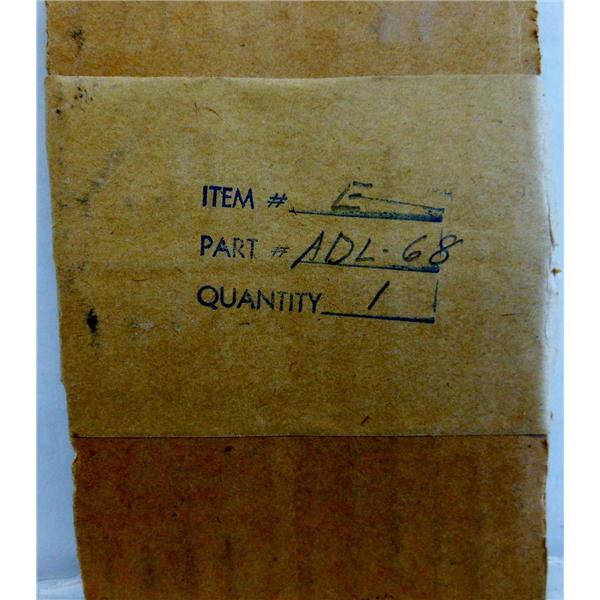 ITEM # E
PART # ADL-68
QUANTITY 1